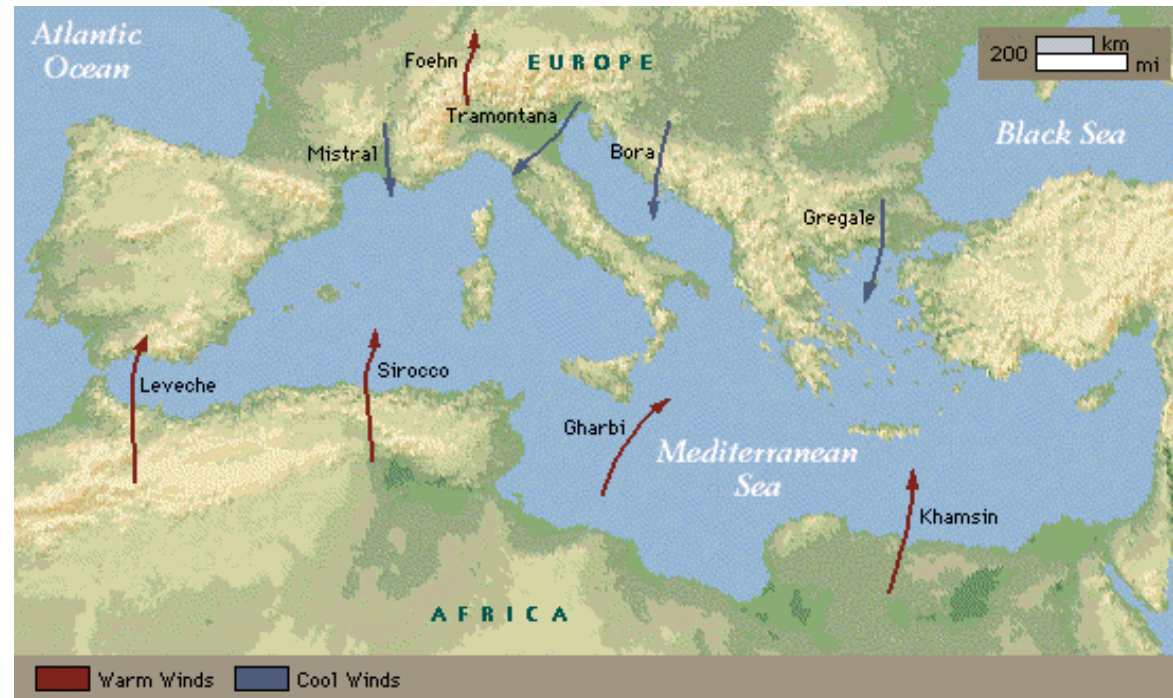 Atlantic
Ocean
Foehn
EUROPE
200
km
mi
Tramontana
Black Sea
Mistral
Bora
Gregale
Leveche
Sirocco
Gharbi
Mediterranean
Sea
Khamsin
AFRICA
Warm Winds
Cool Winds